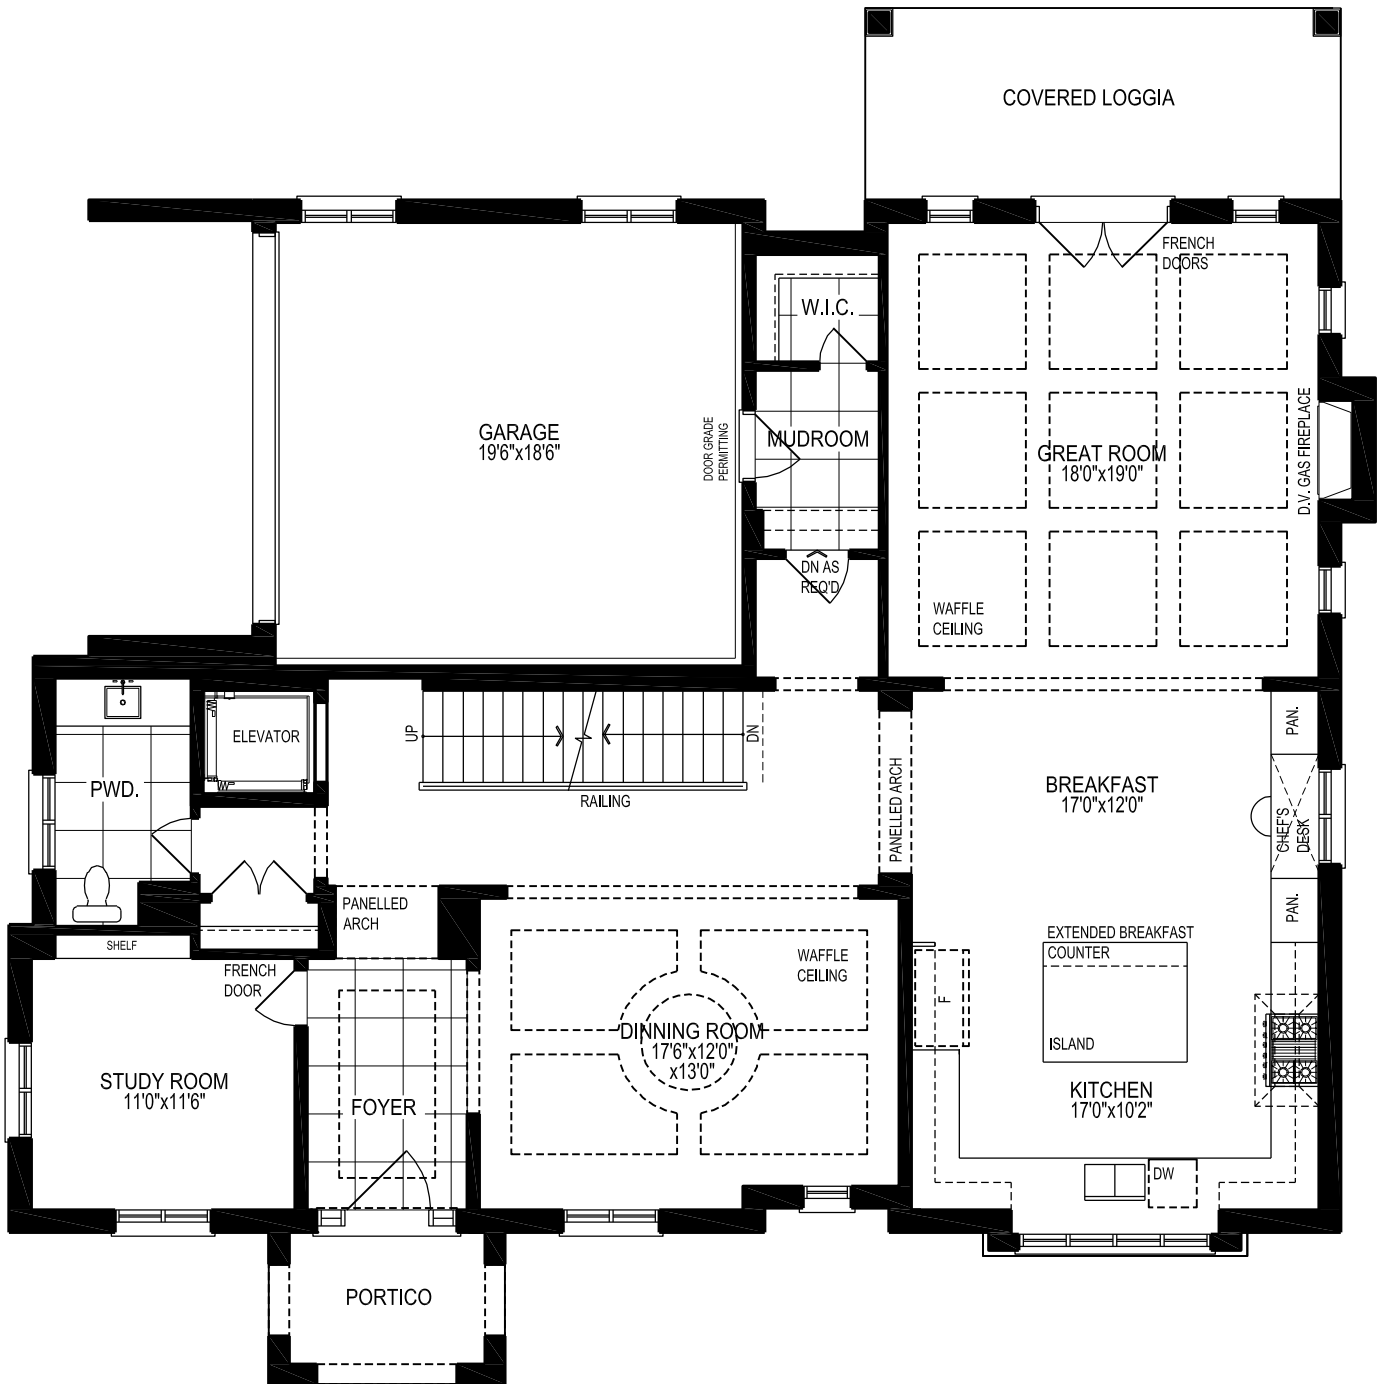 COVERED LOGGIA
FRENCH
DOORS
W.I.C.
GARAGE
19'6"x18'6"
DOOR GRADE
PERMITTING
MUDROOM
GREAT ROOM
18'0"x19'0"
D.V. GAS FIREPLACE
DN AS
REQ'D
WAFFLE
CEILING
ELEVATOR
UP
DN
RAILING
PWD.
PANELLED ARCH
BREAKFAST
17'0"x12'0"
PAN.
CHEF'S
DESK
PAN.
PANELLED
ARCH
SHELF
FRENCH
DOOR
WAFFLE
CEILING
EXTENDED BREAKFAST
COUNTER
F
DINNING ROOM
17'6"x12'0"
x13'0"
ISLAND
STUDY ROOM
11'0"x11'6"
FOYER
KITCHEN
17'0"x10'2"
DW
PORTICO